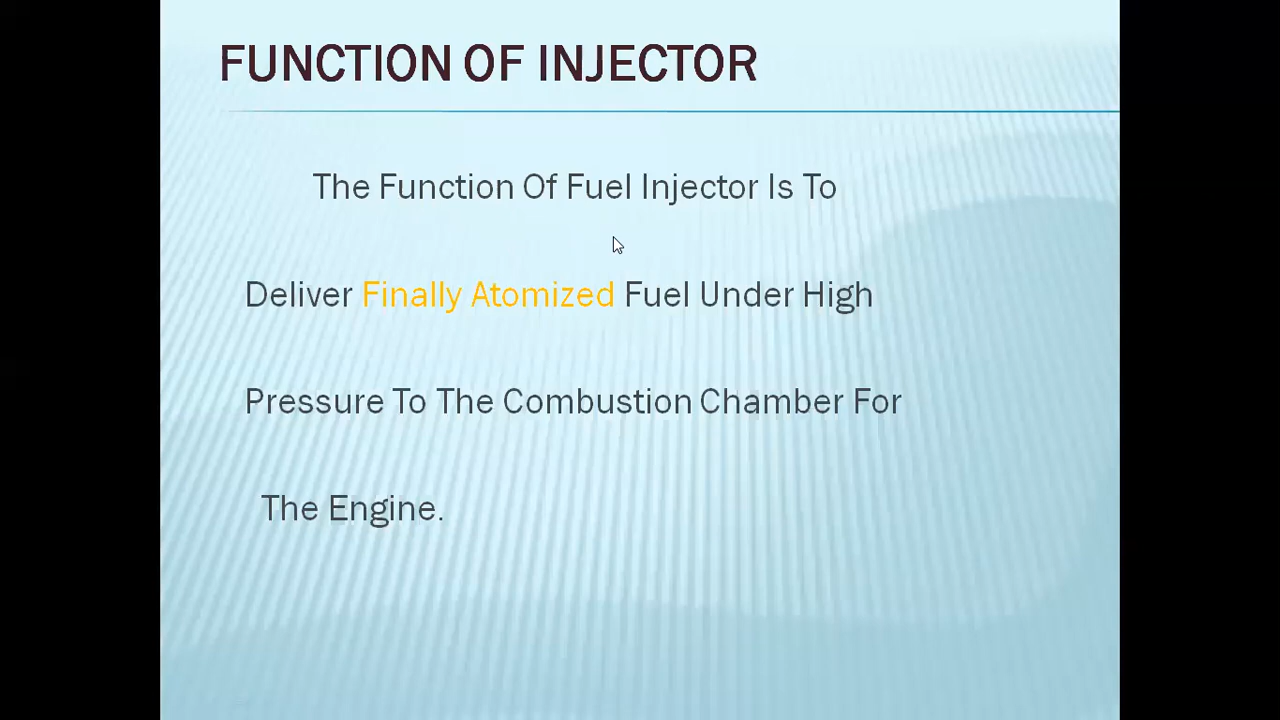 FUNCTION OF INJECTOR
The Function Of Fuel Injector Is To
Deliver Finally Atomized Fuel Under High
Pressure To The Combustion Chamber For
The Engine.